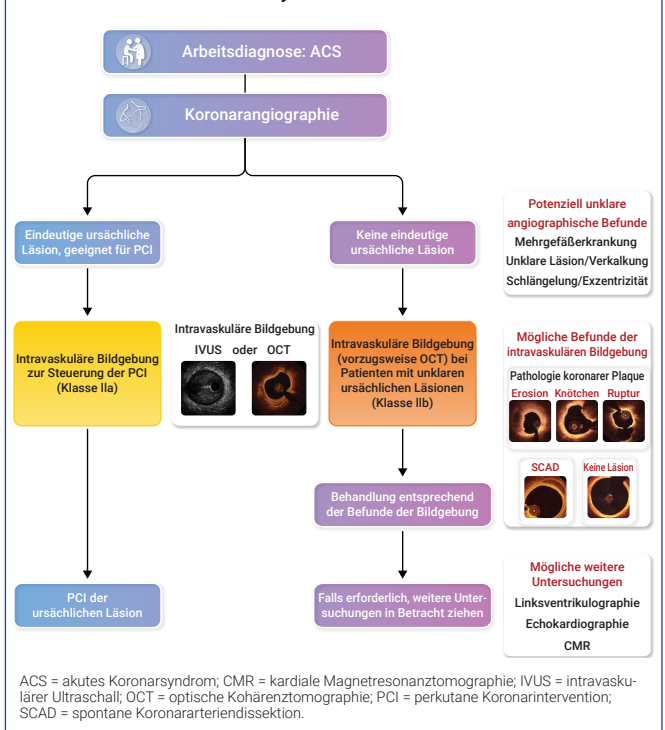 Arbeitsdiagnose: ACS
Koronarangiographie
Eindeutige ursächliche
Läsion, geeignet für PCI
Keine eindeutige
ursächliche Läsion
Potenziell unklare
angiographische Befunde
Mehrgefäßerkrankung
Unklare Läsion/Verkalkung
Schlängelung/Exzentrizität
Intravaskuläre Bildgebung
zur Steuerung der PCI
(Klasse IIa)
Intravaskuläre Bildgebung
IVUS oder OCT
Intravaskuläre Bildgebung
(vorzugsweise OCT) bei
Patienten mit unklaren
ursächlichen Läsionen
(Klasse IIb)
Mögliche Befunde der
intravaskulären Bildgebung
Pathologie koronarer Plaque
Erosion Knötchen Ruptur
SCAD Keine Läsion
Behandlung entsprechend
der Befunde der Bildgebung
PCI der
ursächlichen Läsion
Falls erforderlich, weitere Unter-
suchungen in Betracht ziehen
Mögliche weitere
Untersuchungen
Linksventrikulographie
Echokardiographie
CMR
ACS = akutes Koronarsyndrom; CMR = kardiale Magnetresonanztomographie; IVUS = intravasku-
lärer Ultraschall; OCT = optische Kohärenztomographie; PCI = perkutane Koronarintervention;
SCAD = spontane Koronararteriendissektion.